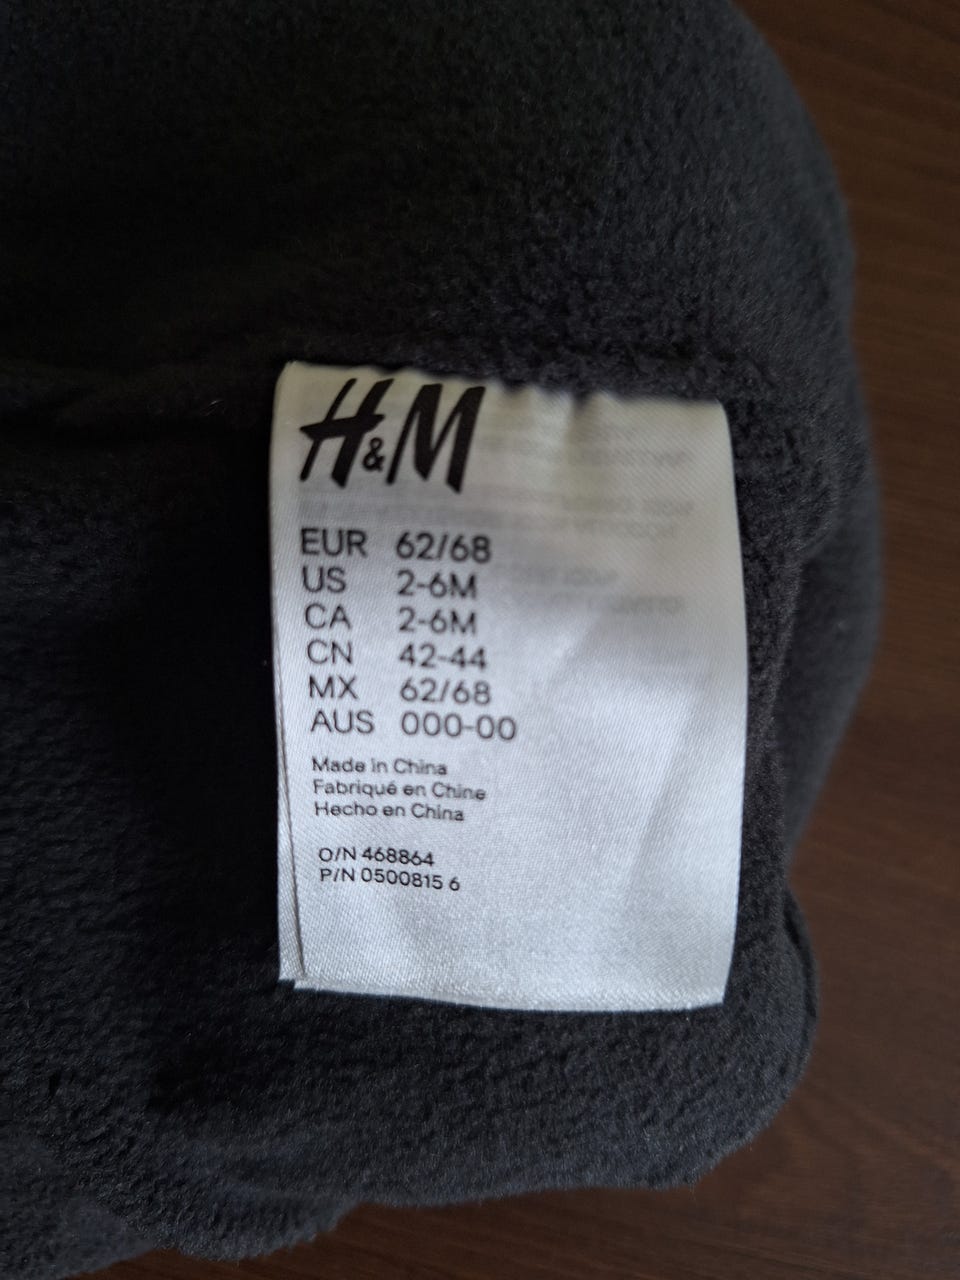 H&M
EUR 62/68
US 2-6M
CA 2-6M
CN 42-44
MX 62/68
AUS 000-00
Made in China
Fabriqué en Chine
Hecho en China
O/N 468864
P/N 0500815 6